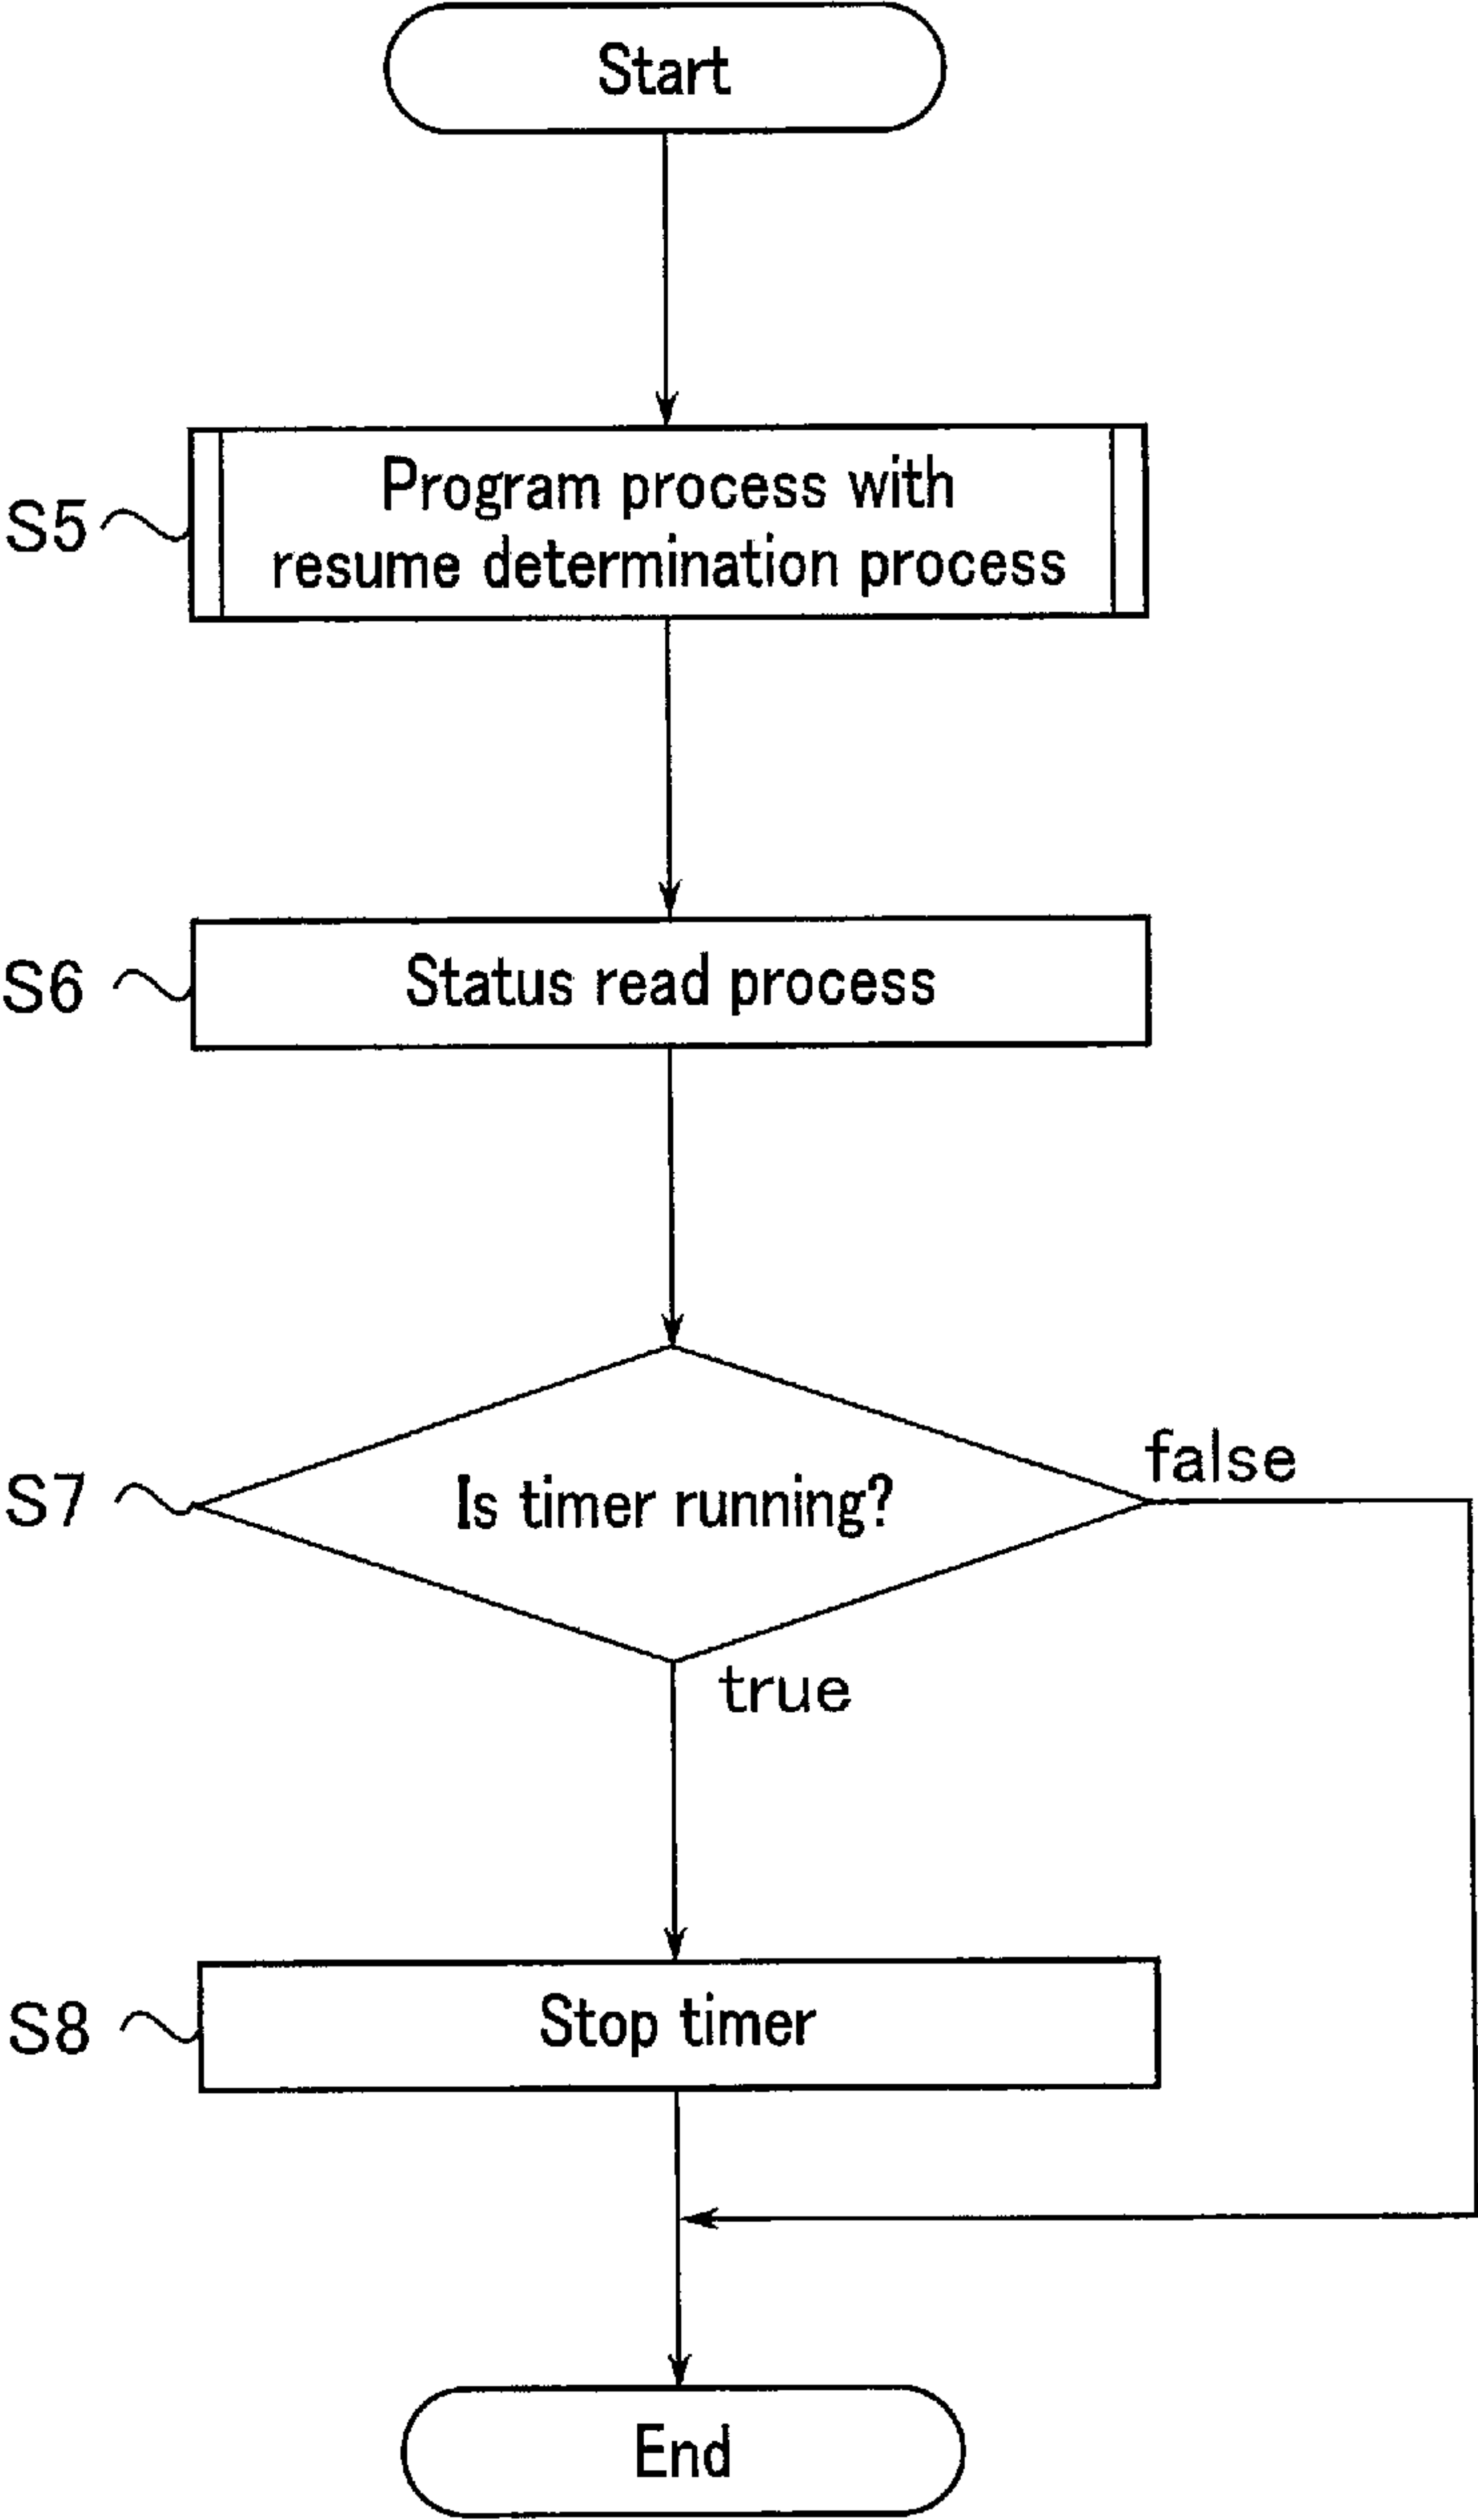 Start
S5
Program process with
resume determination process
S6
Status read process
S7
Is timer running?
false
true
S8
Stop timer
End